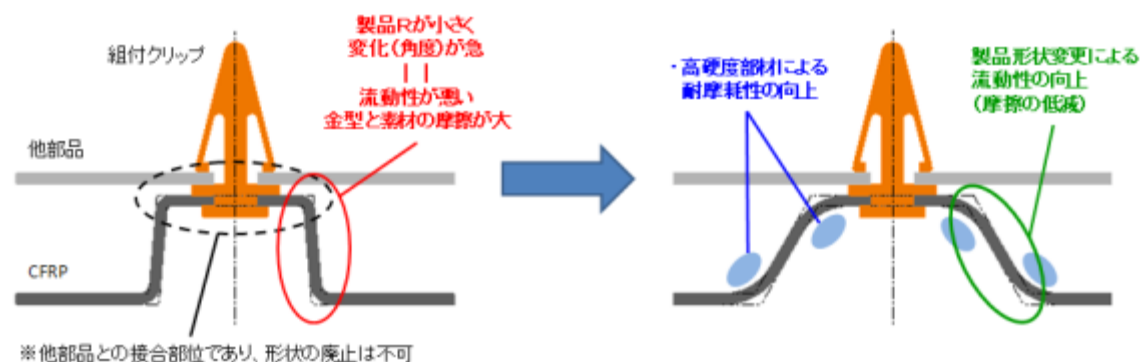 製品Rが小さく
変化(角度)が急
||
流動性が悪い
金型と素材の摩擦が大
組付クリップ
他部品
CFRP
※他部品との接合部位であり、形状の廃止は不可
・高硬度部材による
耐摩耗性の向上
製品形状変更による
流動性の向上
(摩擦の低減)